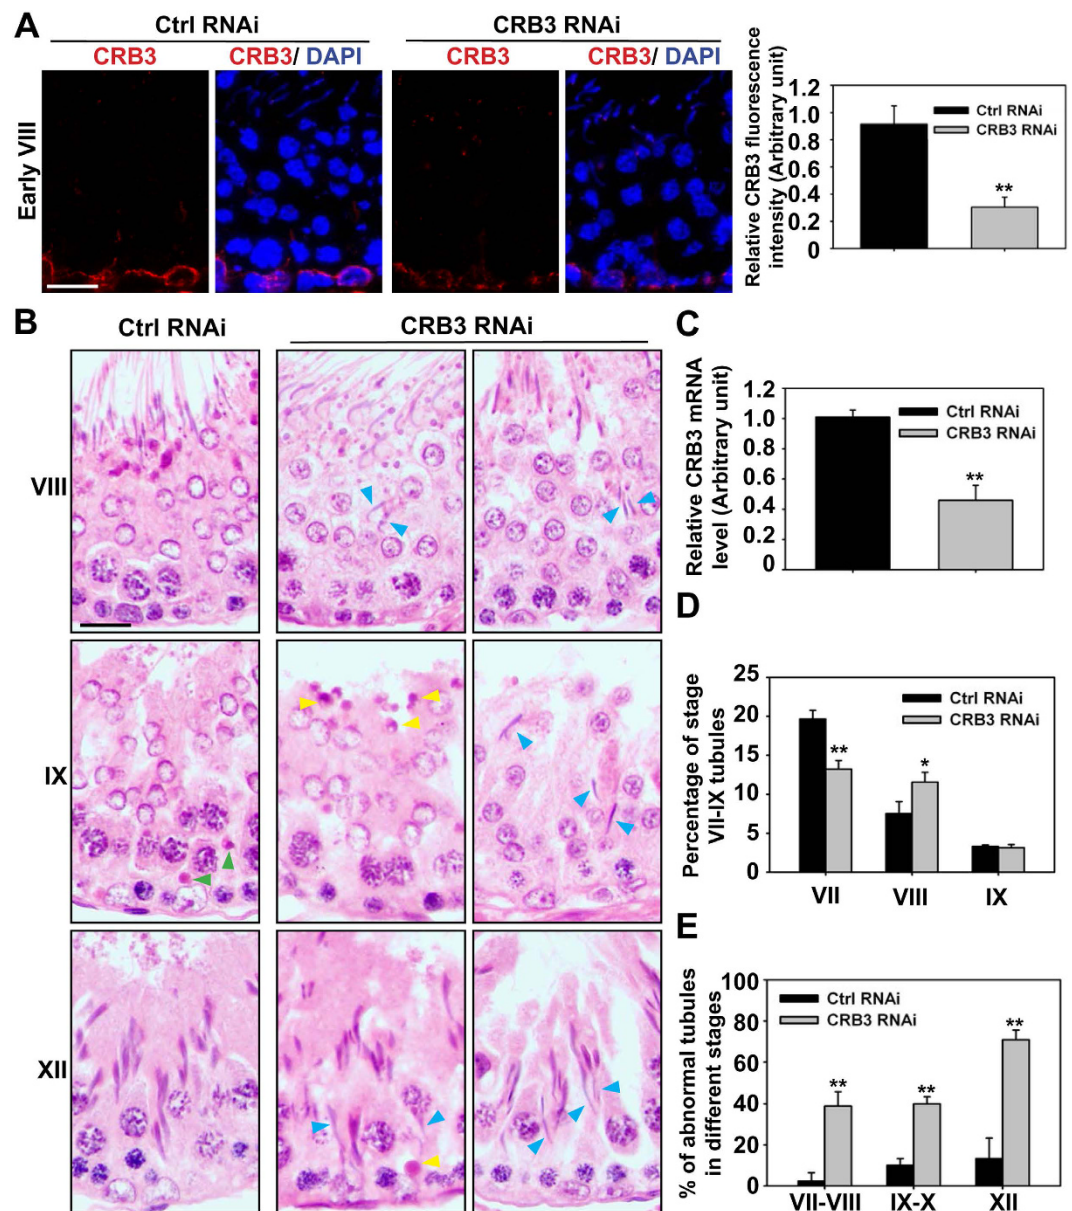 A
Ctrl RNAi
CRB3 RNAi
CRB3
CRB3/ DAPI
CRB3
CRB3/ DAPI
Early VIII
Relative CRB3 fluorescence
intensity (Arbitrary unit)
1.2
1.0
0.8
0.6
0.4
0.2
0
Ctrl RNAi
CRB3 RNAi
**
B
Ctrl RNAi
CRB3 RNAi
VIII
IX
XII
C
Relative CRB3 mRNA
level (Arbitrary unit)
1.2
1.0
0.8
0.6
0.4
0.2
0
Ctrl RNAi
CRB3 RNAi
**
D
Percentage of stage
VII-IX tubules
25
20
15
10
5
0
Ctrl RNAi
CRB3 RNAi
**
*
VII
VIII
IX
E
% of abnormal tubules
in different stages
100
80
60
40
20
0
Ctrl RNAi
CRB3 RNAi
**
**
**
VII-VIII
IX-X
XII